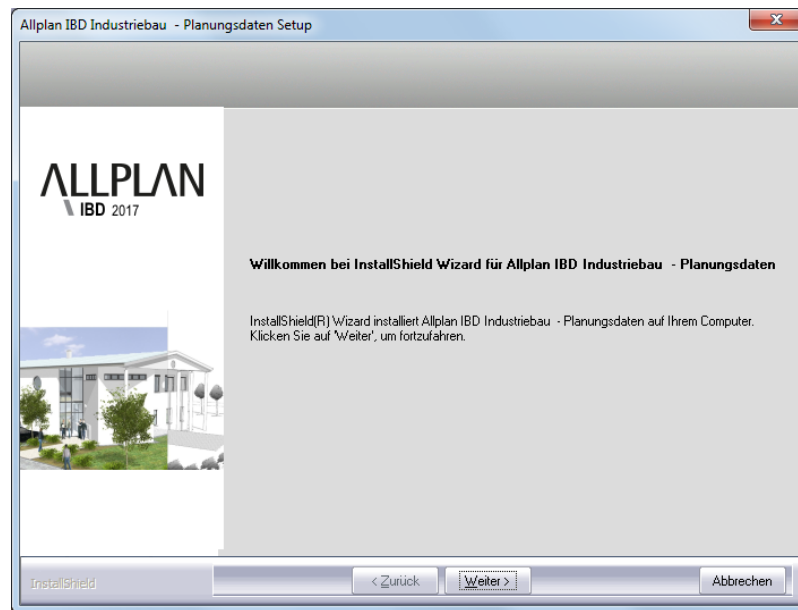 Allplan IBD Industriebau - Planungsdaten Setup
ALLPLAN
IBD 2017
Willkommen bei InstallShield Wizard für Allplan IBD Industriebau - Planungsdaten
InstallShield(R) Wizard installiert Allplan IBD Industriebau - Planungsdaten auf Ihrem Computer.
Klicken Sie auf 'Weiter', um fortzufahren.
InstallShield
< Zurück
Weiter >
Abbrechen